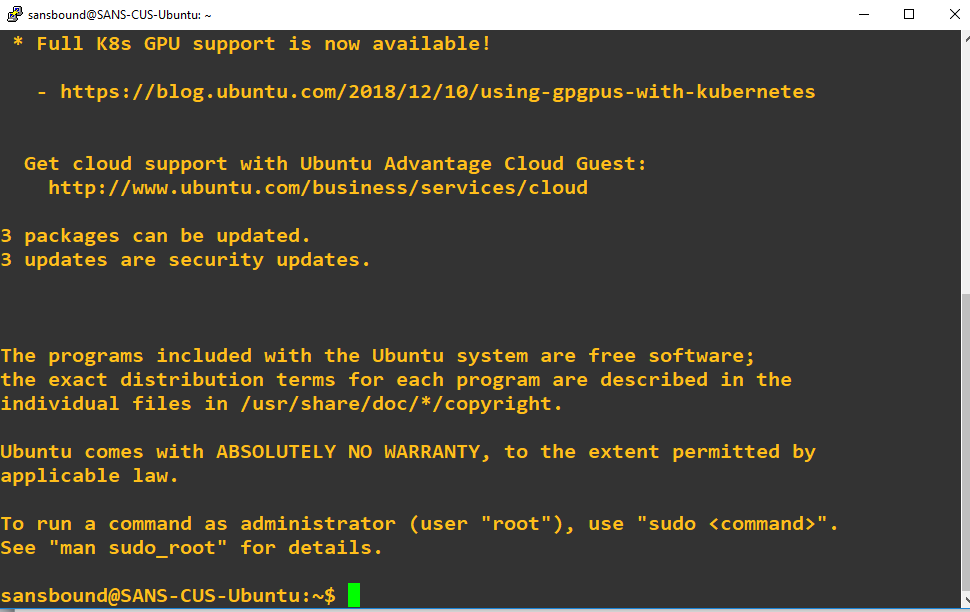 sansbound@SANS-CUS-Ubuntu: ~
* Full K8s GPU support is now available!
- https://blog.ubuntu.com/2018/12/10/using-gpgpus-with-kubernetes
Get cloud support with Ubuntu Advantage Cloud Guest:
http://www.ubuntu.com/business/services/cloud
3 packages can be updated.
3 updates are security updates.
The programs included with the Ubuntu system are free software;
the exact distribution terms for each program are described in the
individual files in /usr/share/doc/*/copyright.
Ubuntu comes with ABSOLUTELY NO WARRANTY, to the extent permitted by
applicable law.
To run a command as administrator (user "root"), use "sudo <command>".
See "man sudo_root" for details.
sansbound@SANS-CUS-Ubuntu:~$